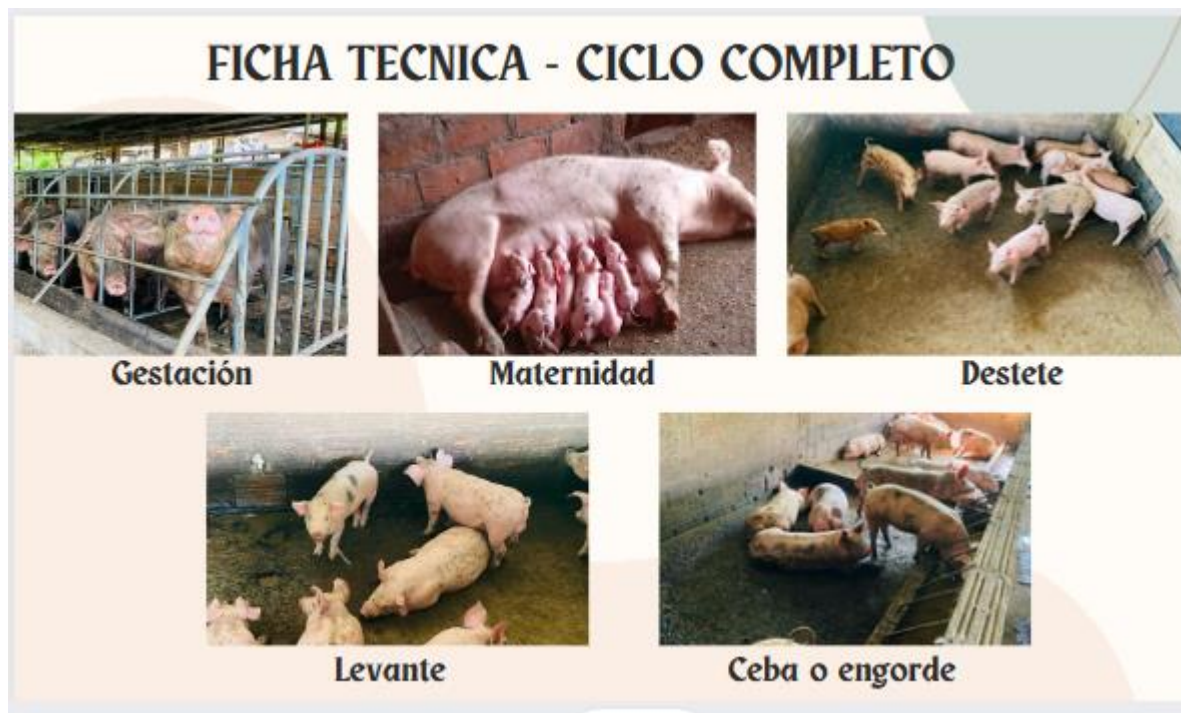 FICHA TECNICA - CICLO COMPLETO
Gestación
Maternidad
Destete
Levante
Ceba o engorde